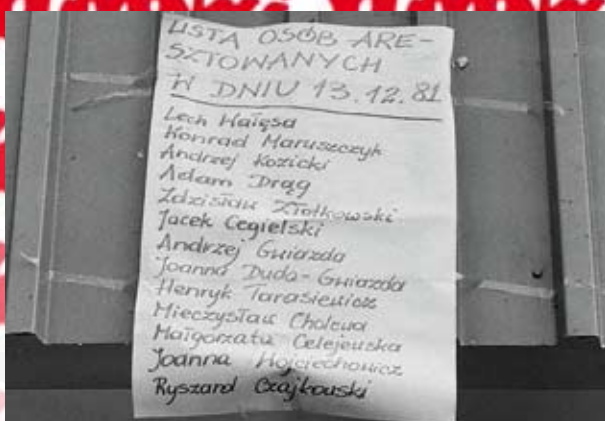 LISTA OSÓB ARE-
SZTOWANYCH
W DNIU 13.12.81
Lech Wałęsa
Konrad Maruszczyk
Andrzej Kozicki
Adam Drąg
Zdzisław Złotkowski
Jacek Cegielski
Andrzej Gwiazda
Joanna Duda-Gwiazda
Henryk Tarasiewicz
Mieczysław Cholewa
Małgorzata Celejewska
Joanna Wojciechowicz
Ryszard Czajkowski